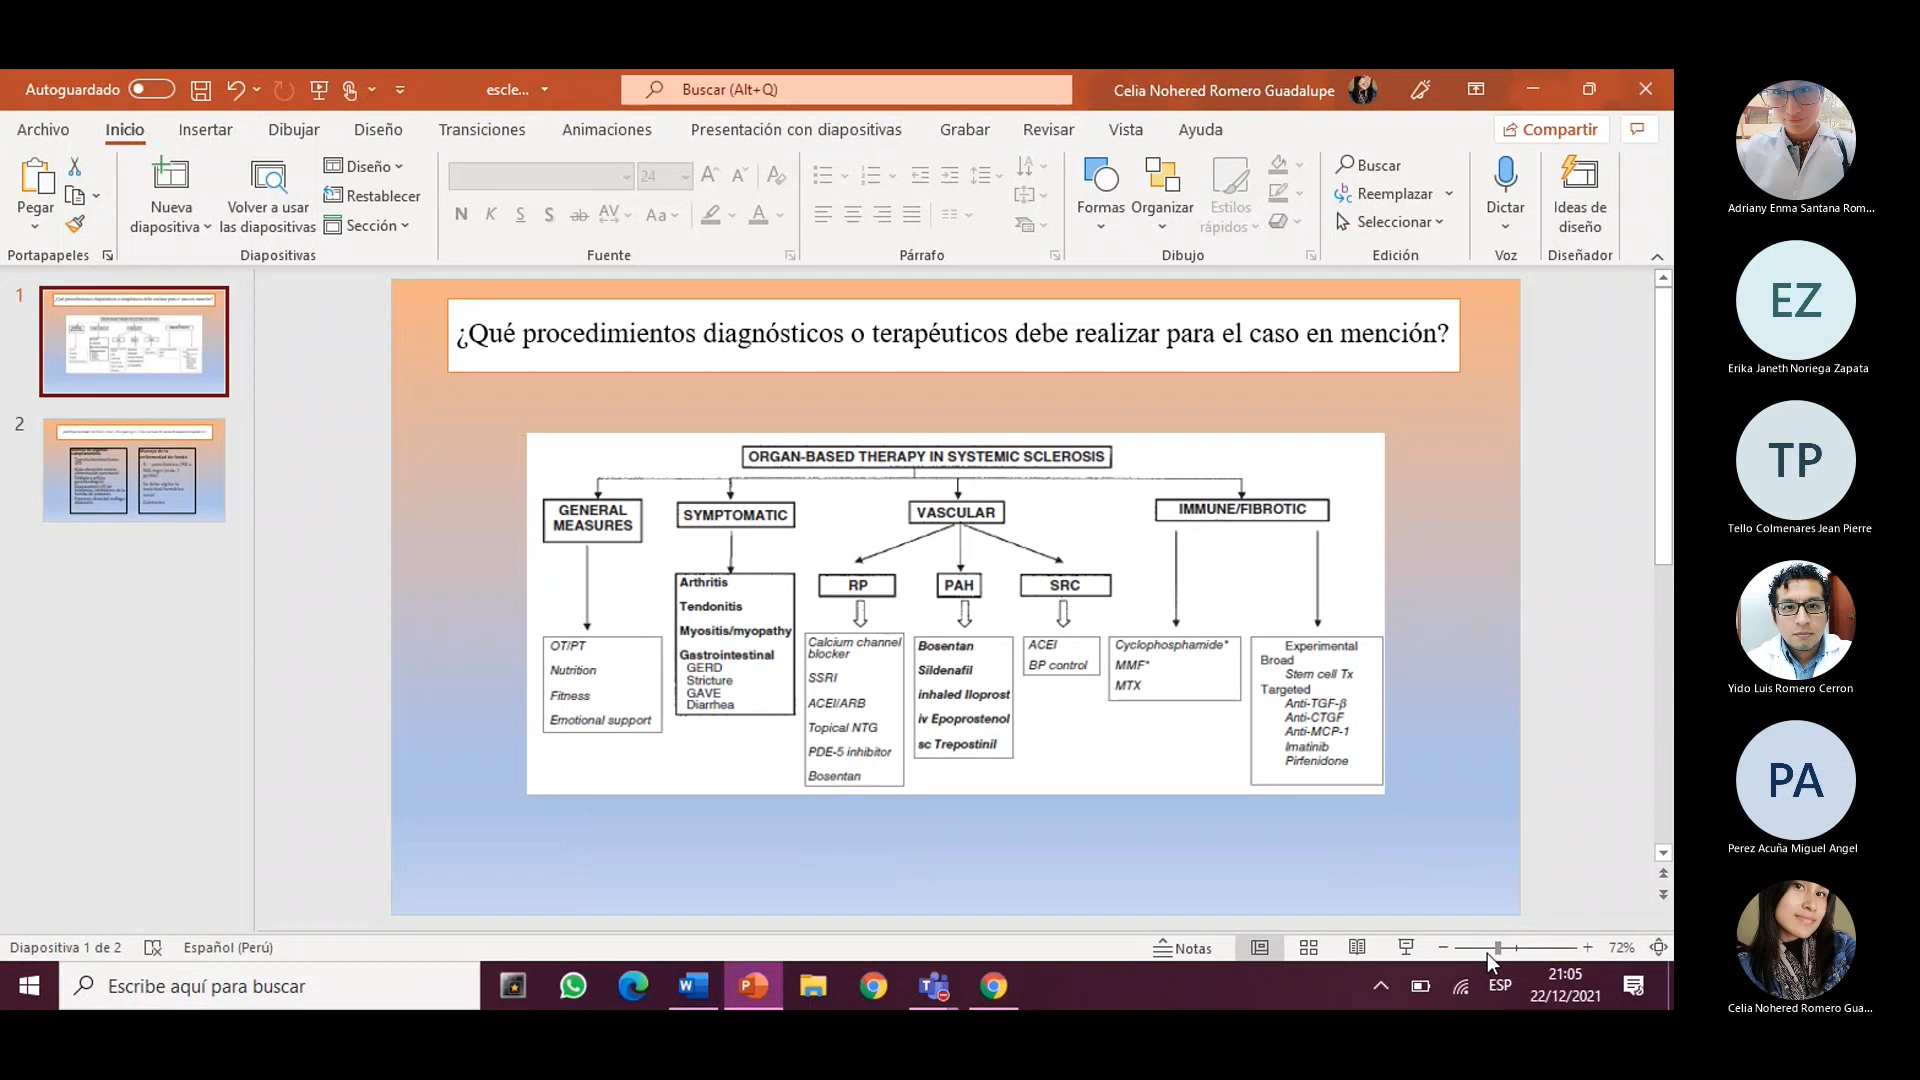 Autoguardado
escle...
Buscar (Alt+Q)
Celia Nohered Romero Guadalupe
Archivo
Inicio
Insertar
Dibujar
Diseño
Transiciones
Animaciones
Presentación con diapositivas
Grabar
Revisar
Vista
Ayuda
Compartir
Pegar
Nueva
diapositiva
Volver a usar
las diapositivas
Diseño
Restablecer
Sección
24
N K S S ab AV Aa A
Formas
Organizar
Estilos
rápidos
Buscar
Reemplazar
Seleccionar
Dictar
Ideas de
diseño
Portapapeles
Diapositivas
Fuente
Párrafo
Dibujo
Edición
Voz
Diseñador
1
2
¿Qué procedimientos diagnósticos o terapéuticos debe realizar para el caso en mención?
ORGAN-BASED THERAPY IN SYSTEMIC SCLEROSIS
GENERAL
MEASURES
SYMPTOMATIC
VASCULAR
IMMUNE/FIBROTIC
RP
PAH
SRC
OT/PT
Nutrition
Fitness
Emotional support
Arthritis
Tendonitis
Myositis/myopathy
Gastrointestinal
GERD
Stricture
GAVE
Diarrhea
Calcium channel
blocker
SSRI
ACEI/ARB
Topical NTG
PDE-5 inhibitor
Bosentan
Bosentan
Sildenafil
inhaled Iloprost
iv Epoprostenol
sc Trepostinil
ACEI
BP control
Cyclophosphamide*
MMF*
MTX
Experimental
Broad
Stem cell Tx
Targeted
Anti-TGF-β
Anti-CTGF
Anti-MCP-1
Imatinib
Pirfenidone
Diapositiva 1 de 2
Español (Perú)
Notas
72%
Escribe aquí para buscar
ESP
21:05
22/12/2021
Adriany Enma Santana Rom...
EZ
Erika Janeth Noriega Zapata
TP
Tello Colmenares Jean Pierre
Yido Luis Romero Cerron
PA
Perez Acuña Miguel Angel
Celia Nohered Romero Gua...